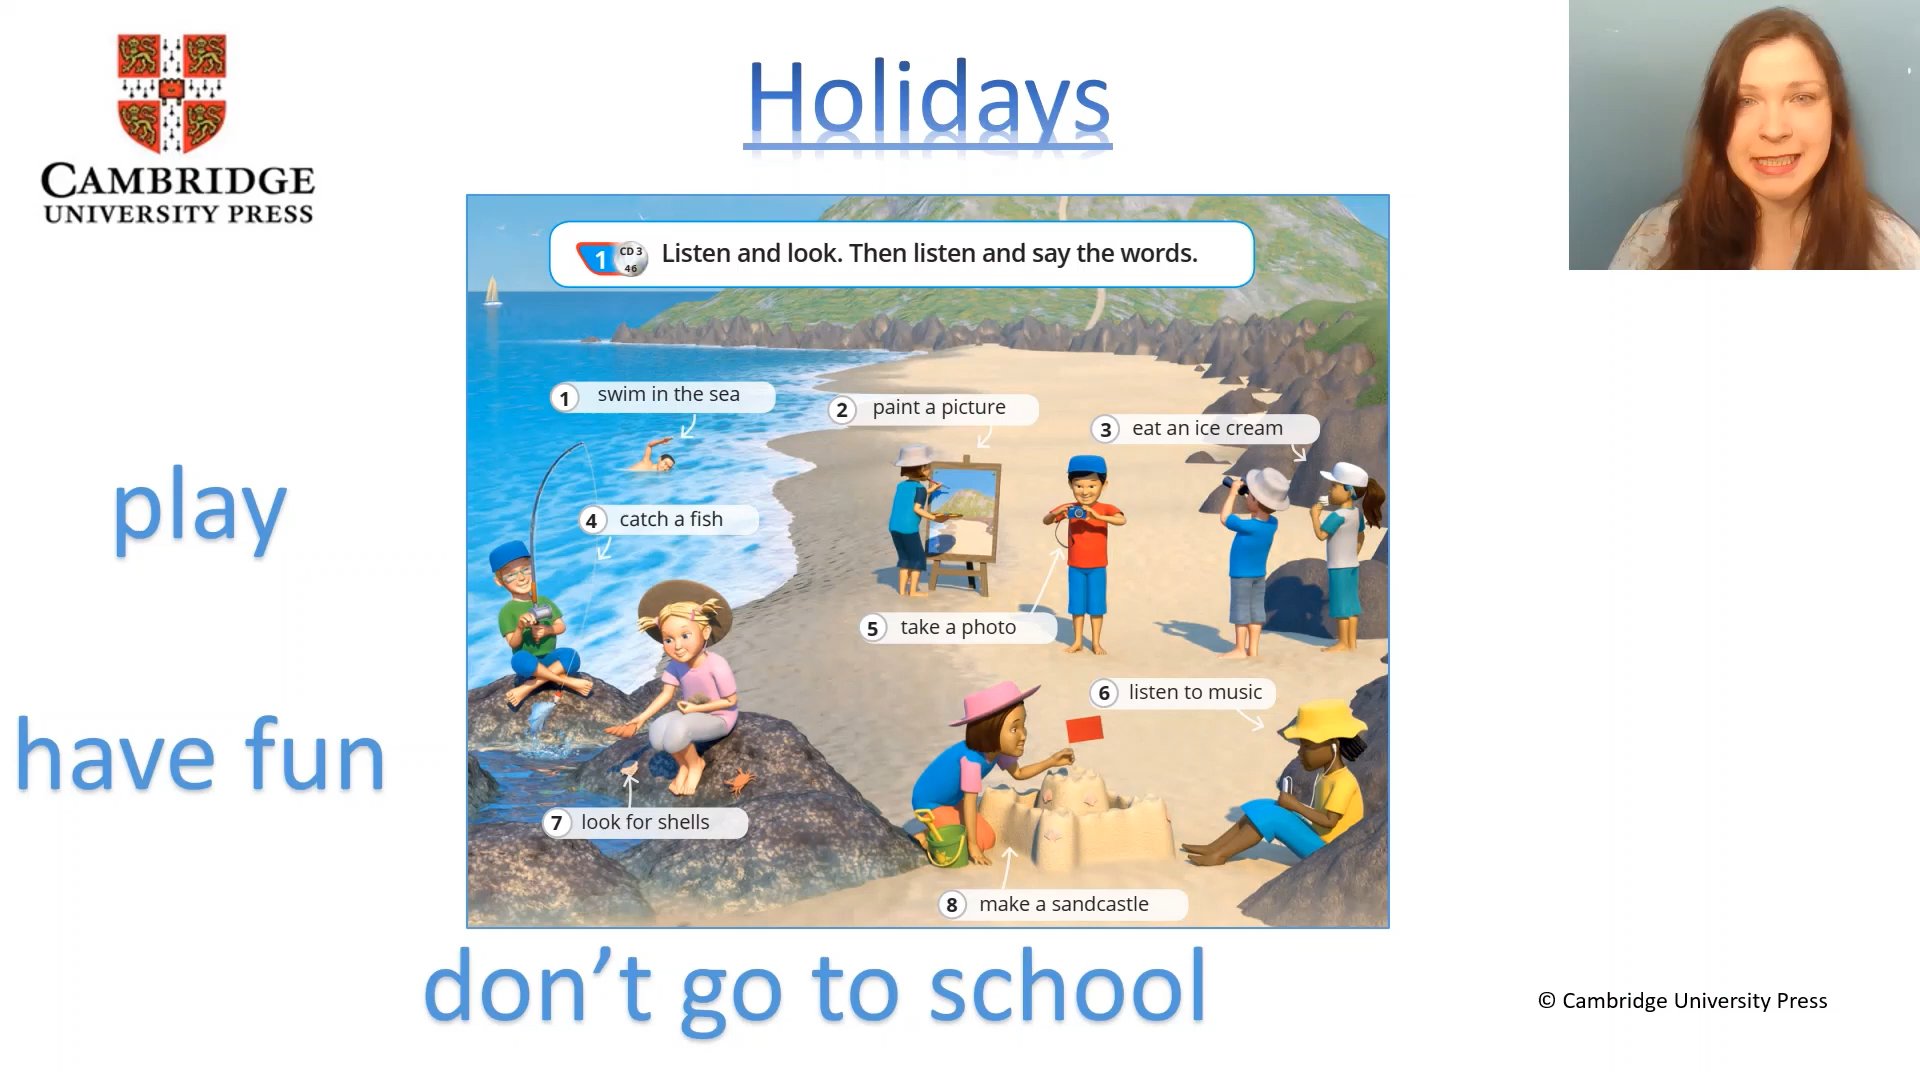 CAMBRIDGE
UNIVERSITY PRESS
Holidays
1 CD 3
46
Listen and look. Then listen and say the words.
1 swim in the sea
2 paint a picture
3 eat an ice cream
4 catch a fish
5 take a photo
6 listen to music
7 look for shells
8 make a sandcastle
play
have fun
don't go to school
© Cambridge University Press